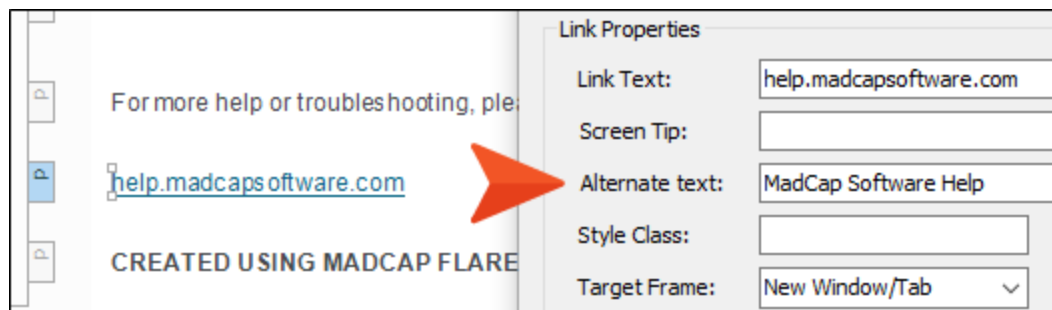 P
For more help or troubleshooting,
P
help.madcapsoftware.com
P
CREATED USING MADCAP FLARE
Link Properties
Link Text: help.madcapsoftware.com
Screen Tip:
Alternate text: MadCap Software Help
Style Class:
Target Frame: New Window/Tab